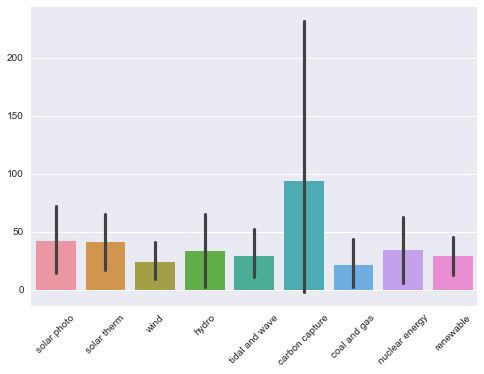 200
150
100
50
0
solar photo
solar therm
wind
hydro
tidal and wave
carbon capture
coal and gas
nuclear energy
renewable